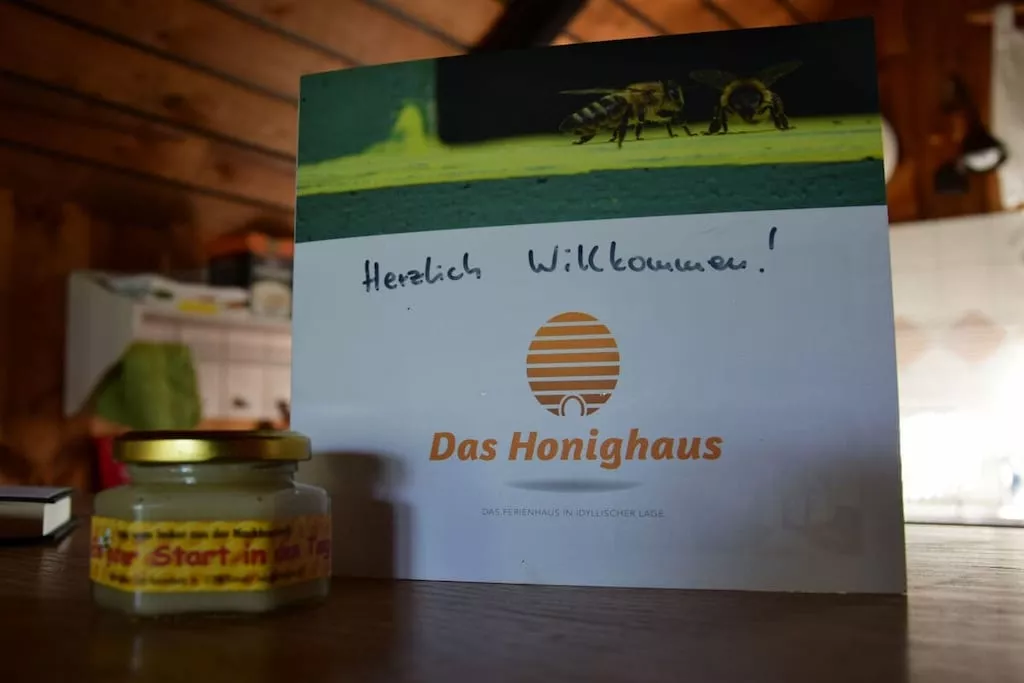 Herzlich Willkommen!
Das Honighaus
DAS FERIENHAUS IN IDYLLISCHER LAGE
Start in den Tag